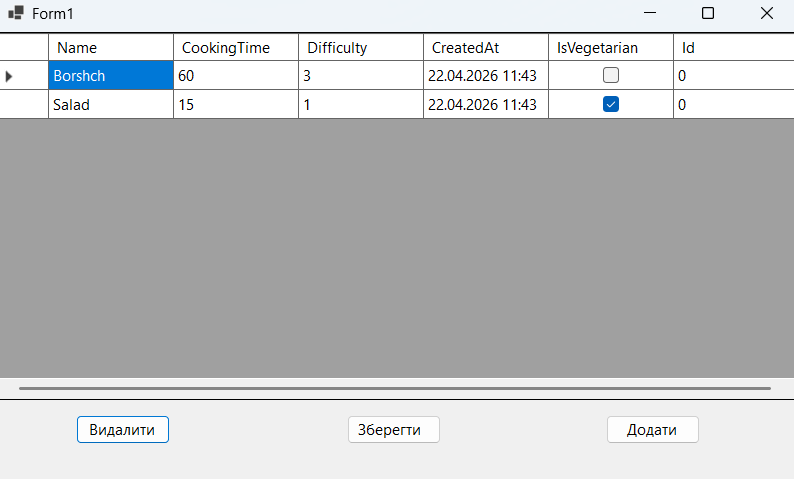 Form1
Name CookingTime Difficulty CreatedAt IsVegetarian Id
Borshch 60 3 22.04.2026 11:43 0
Salad 15 1 22.04.2026 11:43 0
Видалити Зберегти Додати